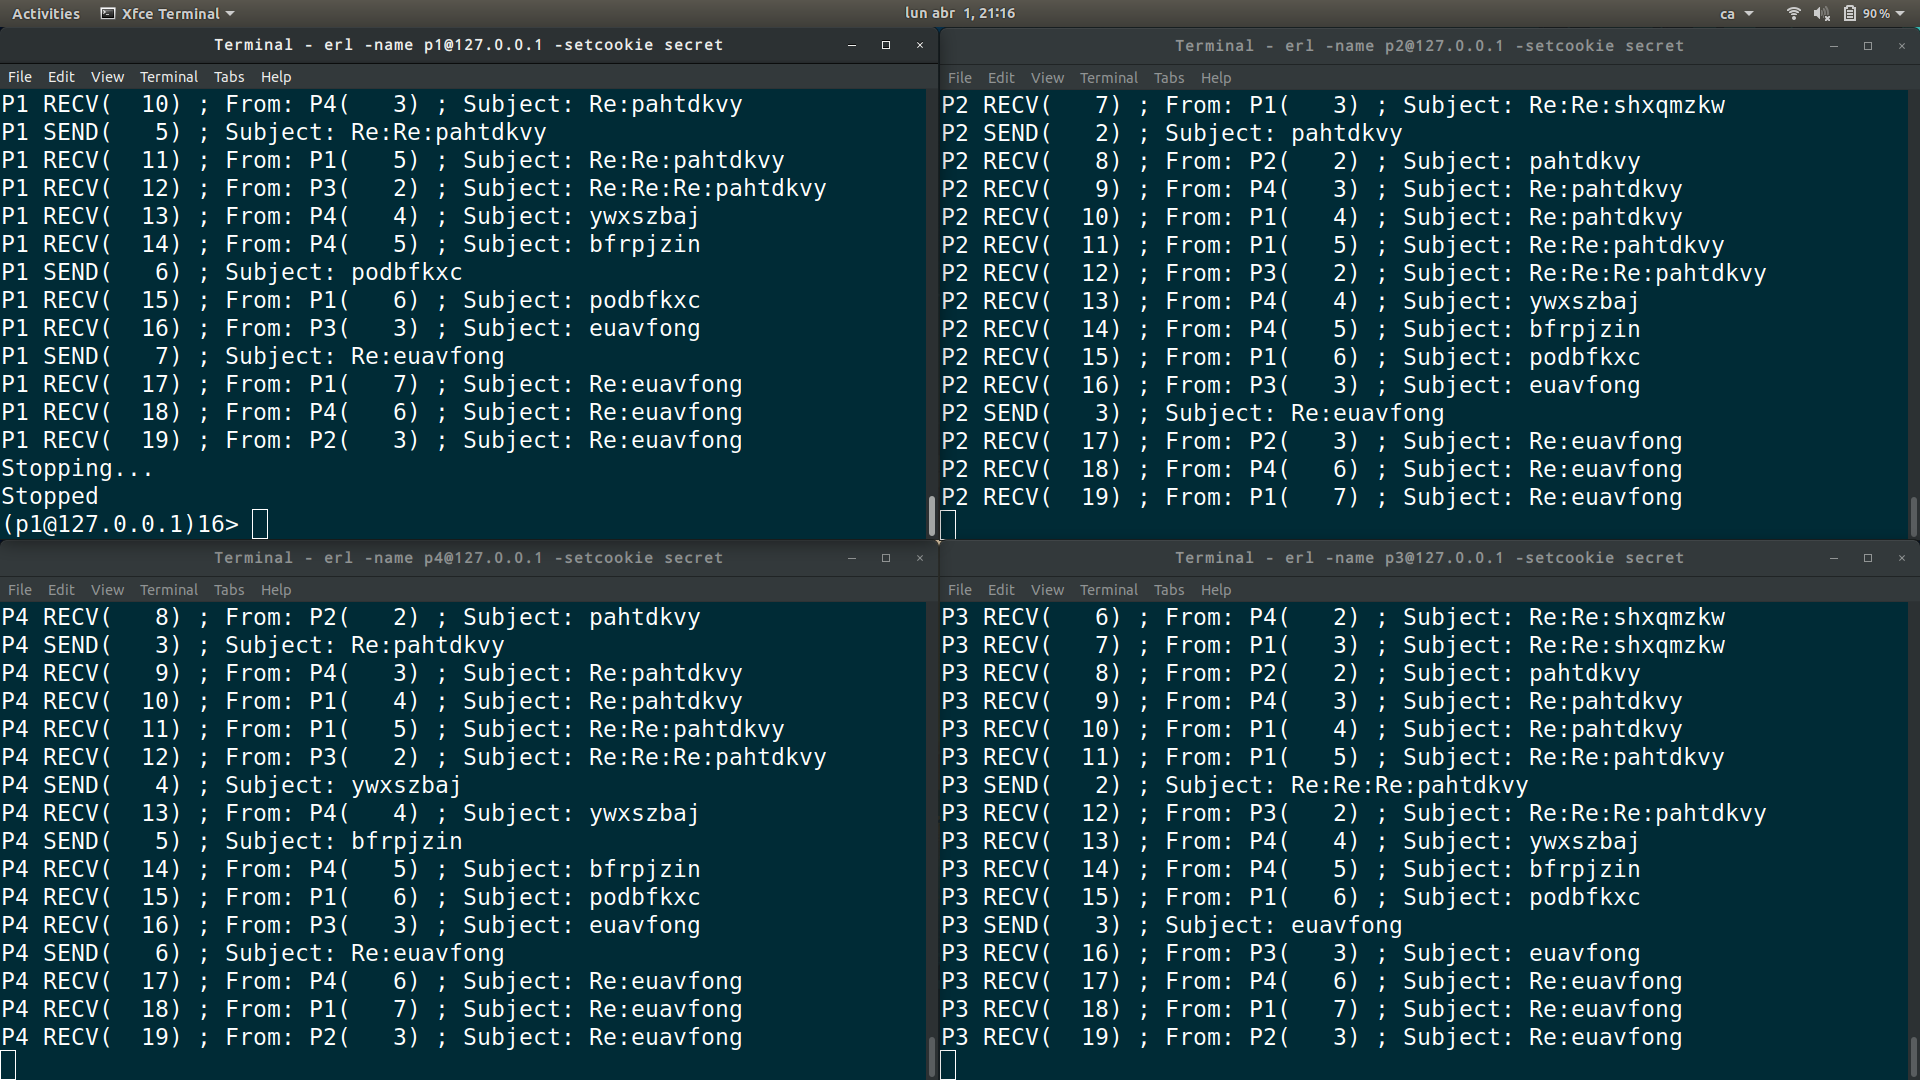 Activities Xfce Terminal lun abr 1, 21:16 ca 90%
Terminal - erl -name p1@127.0.0.1 -setcookie secret
File Edit View Terminal Tabs Help
P1 RECV(  10) ; From: P4(   3) ; Subject: Re:pahtdkvy
P1 SEND(   5) ; Subject: Re:Re:pahtdkvy
P1 RECV(  11) ; From: P1(   5) ; Subject: Re:Re:pahtdkvy
P1 RECV(  12) ; From: P3(   2) ; Subject: Re:Re:Re:pahtdkvy
P1 RECV(  13) ; From: P4(   4) ; Subject: ywxszbaj
P1 RECV(  14) ; From: P4(   5) ; Subject: bfrpjzin
P1 SEND(   6) ; Subject: podbfkxc
P1 RECV(  15) ; From: P1(   6) ; Subject: podbfkxc
P1 RECV(  16) ; From: P3(   3) ; Subject: euavfong
P1 SEND(   7) ; Subject: Re:euavfong
P1 RECV(  17) ; From: P1(   7) ; Subject: Re:euavfong
P1 RECV(  18) ; From: P4(   6) ; Subject: Re:euavfong
P1 RECV(  19) ; From: P2(   3) ; Subject: Re:euavfong
Stopping...
Stopped
(p1@127.0.0.1)16>
Terminal - erl -name p2@127.0.0.1 -setcookie secret
File Edit View Terminal Tabs Help
P2 RECV(   7) ; From: P1(   3) ; Subject: Re:Re:shxqmzkw
P2 SEND(   2) ; Subject: pahtdkvy
P2 RECV(   8) ; From: P2(   2) ; Subject: pahtdkvy
P2 RECV(   9) ; From: P4(   3) ; Subject: Re:pahtdkvy
P2 RECV(  10) ; From: P1(   4) ; Subject: Re:pahtdkvy
P2 RECV(  11) ; From: P1(   5) ; Subject: Re:Re:pahtdkvy
P2 RECV(  12) ; From: P3(   2) ; Subject: Re:Re:Re:pahtdkvy
P2 RECV(  13) ; From: P4(   4) ; Subject: ywxszbaj
P2 RECV(  14) ; From: P4(   5) ; Subject: bfrpjzin
P2 RECV(  15) ; From: P1(   6) ; Subject: podbfkxc
P2 RECV(  16) ; From: P3(   3) ; Subject: euavfong
P2 SEND(   3) ; Subject: Re:euavfong
P2 RECV(  17) ; From: P2(   3) ; Subject: Re:euavfong
P2 RECV(  18) ; From: P4(   6) ; Subject: Re:euavfong
P2 RECV(  19) ; From: P1(   7) ; Subject: Re:euavfong
Terminal - erl -name p4@127.0.0.1 -setcookie secret
File Edit View Terminal Tabs Help
P4 RECV(   8) ; From: P2(   2) ; Subject: pahtdkvy
P4 SEND(   3) ; Subject: Re:pahtdkvy
P4 RECV(   9) ; From: P4(   3) ; Subject: Re:pahtdkvy
P4 RECV(  10) ; From: P1(   4) ; Subject: Re:pahtdkvy
P4 RECV(  11) ; From: P1(   5) ; Subject: Re:Re:pahtdkvy
P4 RECV(  12) ; From: P3(   2) ; Subject: Re:Re:Re:pahtdkvy
P4 SEND(   4) ; Subject: ywxszbaj
P4 RECV(  13) ; From: P4(   4) ; Subject: ywxszbaj
P4 SEND(   5) ; Subject: bfrpjzin
P4 RECV(  14) ; From: P4(   5) ; Subject: bfrpjzin
P4 RECV(  15) ; From: P1(   6) ; Subject: podbfkxc
P4 RECV(  16) ; From: P3(   3) ; Subject: euavfong
P4 SEND(   6) ; Subject: Re:euavfong
P4 RECV(  17) ; From: P4(   6) ; Subject: Re:euavfong
P4 RECV(  18) ; From: P1(   7) ; Subject: Re:euavfong
P4 RECV(  19) ; From: P2(   3) ; Subject: Re:euavfong
Terminal - erl -name p3@127.0.0.1 -setcookie secret
File Edit View Terminal Tabs Help
P3 RECV(   6) ; From: P4(   2) ; Subject: Re:Re:shxqmzkw
P3 RECV(   7) ; From: P1(   3) ; Subject: Re:Re:shxqmzkw
P3 RECV(   8) ; From: P2(   2) ; Subject: pahtdkvy
P3 RECV(   9) ; From: P4(   3) ; Subject: Re:pahtdkvy
P3 RECV(  10) ; From: P1(   4) ; Subject: Re:pahtdkvy
P3 RECV(  11) ; From: P1(   5) ; Subject: Re:Re:pahtdkvy
P3 SEND(   2) ; Subject: Re:Re:Re:pahtdkvy
P3 RECV(  12) ; From: P3(   2) ; Subject: Re:Re:Re:pahtdkvy
P3 RECV(  13) ; From: P4(   4) ; Subject: ywxszbaj
P3 RECV(  14) ; From: P4(   5) ; Subject: bfrpjzin
P3 RECV(  15) ; From: P1(   6) ; Subject: podbfkxc
P3 SEND(   3) ; Subject: euavfong
P3 RECV(  16) ; From: P3(   3) ; Subject: euavfong
P3 RECV(  17) ; From: P4(   6) ; Subject: Re:euavfong
P3 RECV(  18) ; From: P1(   7) ; Subject: Re:euavfong
P3 RECV(  19) ; From: P2(   3) ; Subject: Re:euavfong